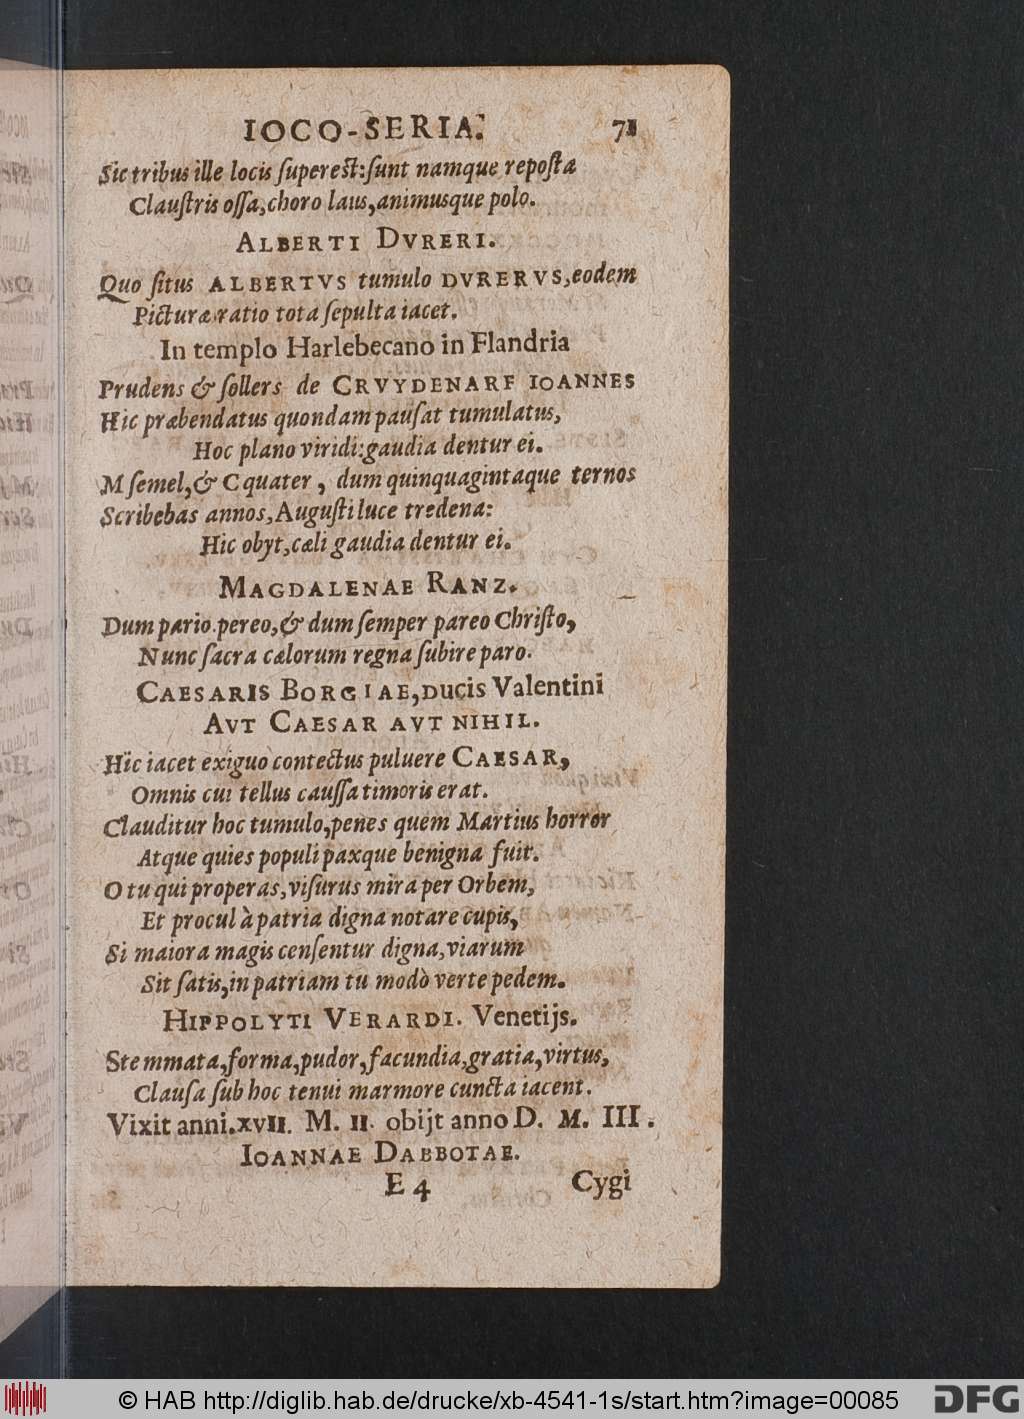 IOCO-SERIA. 71
Sic tribus ille locis ſupereſt: ſunt namque repoſta
Clauſtris oſſa, choro laus, animusque polo.
ALBERTI DVRERI.
Quo ſitus ALBERTVS tumulo DVRERVS, eodem
Picturæ ratio tota ſepulta iacet.
In templo Harlebecano in Flandria
Prudens & ſollers de CRVYDENARE IOANNES
Hic præbendatus quondam pauſat tumulatus,
Hoc plano viridi: gaudia dentur ei.
M ſemel, & C quater, dum quinquagintaque ternos
Scribebas annos, Auguſti luce tredena:
Hic obyt, cæli gaudia dentur ei.
MAGDALENAE RANZ.
Dum pario. pereo, & dum ſemper pareo Chriſto,
Nunc ſacra cælorum regna ſubire paro.
CAESARIS BORGIAE, Ducis Valentini
AVT CAESAR AVT NIHIL.
Hic iacet exiguo contectus puluere CAESAR,
Omnis cui tellus cauſſa timoris erat.
Clauditur hoc tumulo, penes quem Martius horror
Atque quies populi paxque benigna fuit.
O tu qui properas, viſurus mira per Orbem,
Et procul à patria digna notare cupis,
Si maiora magis cenſentur digna, viarum
Sit ſatis, in patriam tu modò verte pedem.
HIPPOLYTI VERARDI. Venetijs.
Stemmata, forma, pudor, facundia, gratia, virtus,
Clauſa ſub hoc tenui marmore cuncta iacent.
Vixit anni. XVII. M. II. obijt anno D. M. III.
IOANNAE DABBOTAE.
E 4 Cygi
© HAB http://diglib.hab.de/drucke/xb-4541-1s/start.htm?image=00085 DFG